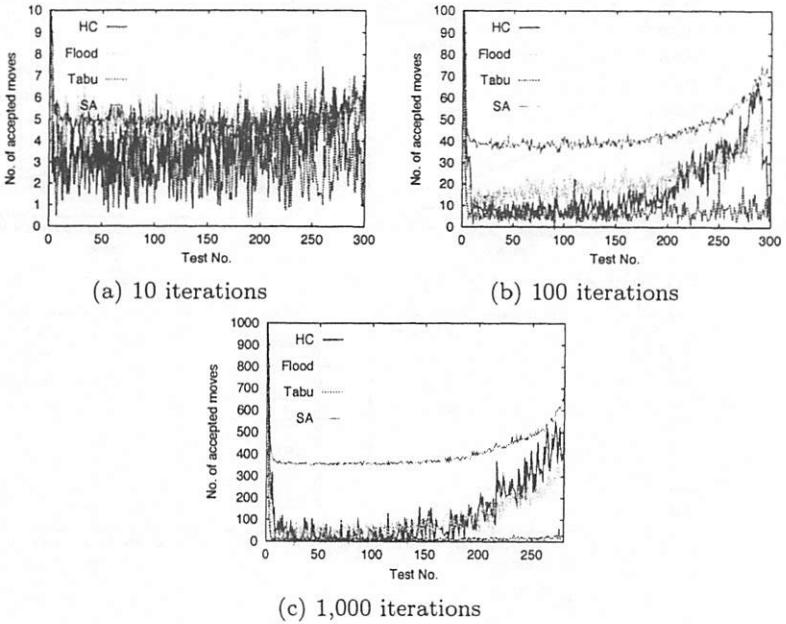 10
9
8
7
6
5
4
3
2
1
0
No. of accepted moves
HC
Flood
Tabu
SA
0 50 100 150 200 250 300
Test No.
(a) 10 iterations
100
90
80
70
60
50
40
30
20
10
0
No. of accepted moves
HC
Flood
Tabu
SA
0 50 100 150 200 250 300
Test No.
(b) 100 iterations
1000
900
800
700
600
500
400
300
200
100
0
No. of accepted moves
HC
Flood
Tabu
SA
0 50 100 150 200 250
Test No.
(c) 1,000 iterations